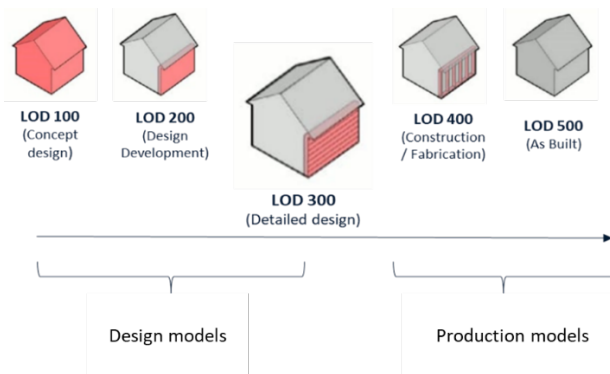 LOD 100
(Concept
design)
LOD 200
(Design
Development)
LOD 300
(Detailed design)
LOD 400
(Construction
/ Fabrication)
LOD 500
(As Built)
Design models
Production models